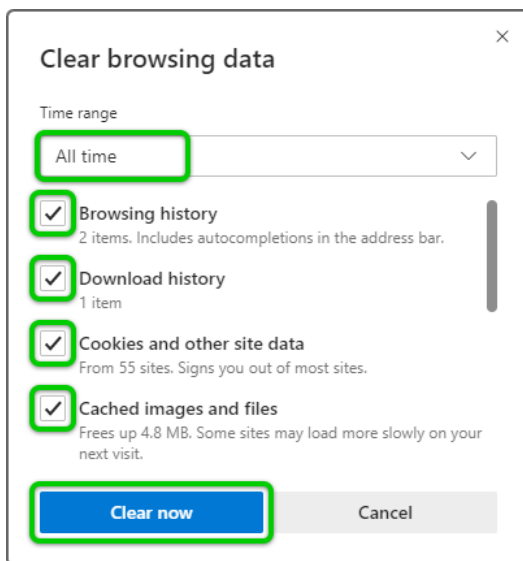 Clear browsing data
Time range
All time
Browsing history
2 items. Includes autocompletions in the address bar.
Download history
1 item
Cookies and other site data
From 55 sites. Signs you out of most sites.
Cached images and files
Frees up 4.8 MB. Some sites may load more slowly on your
next visit.
Clear now
Cancel